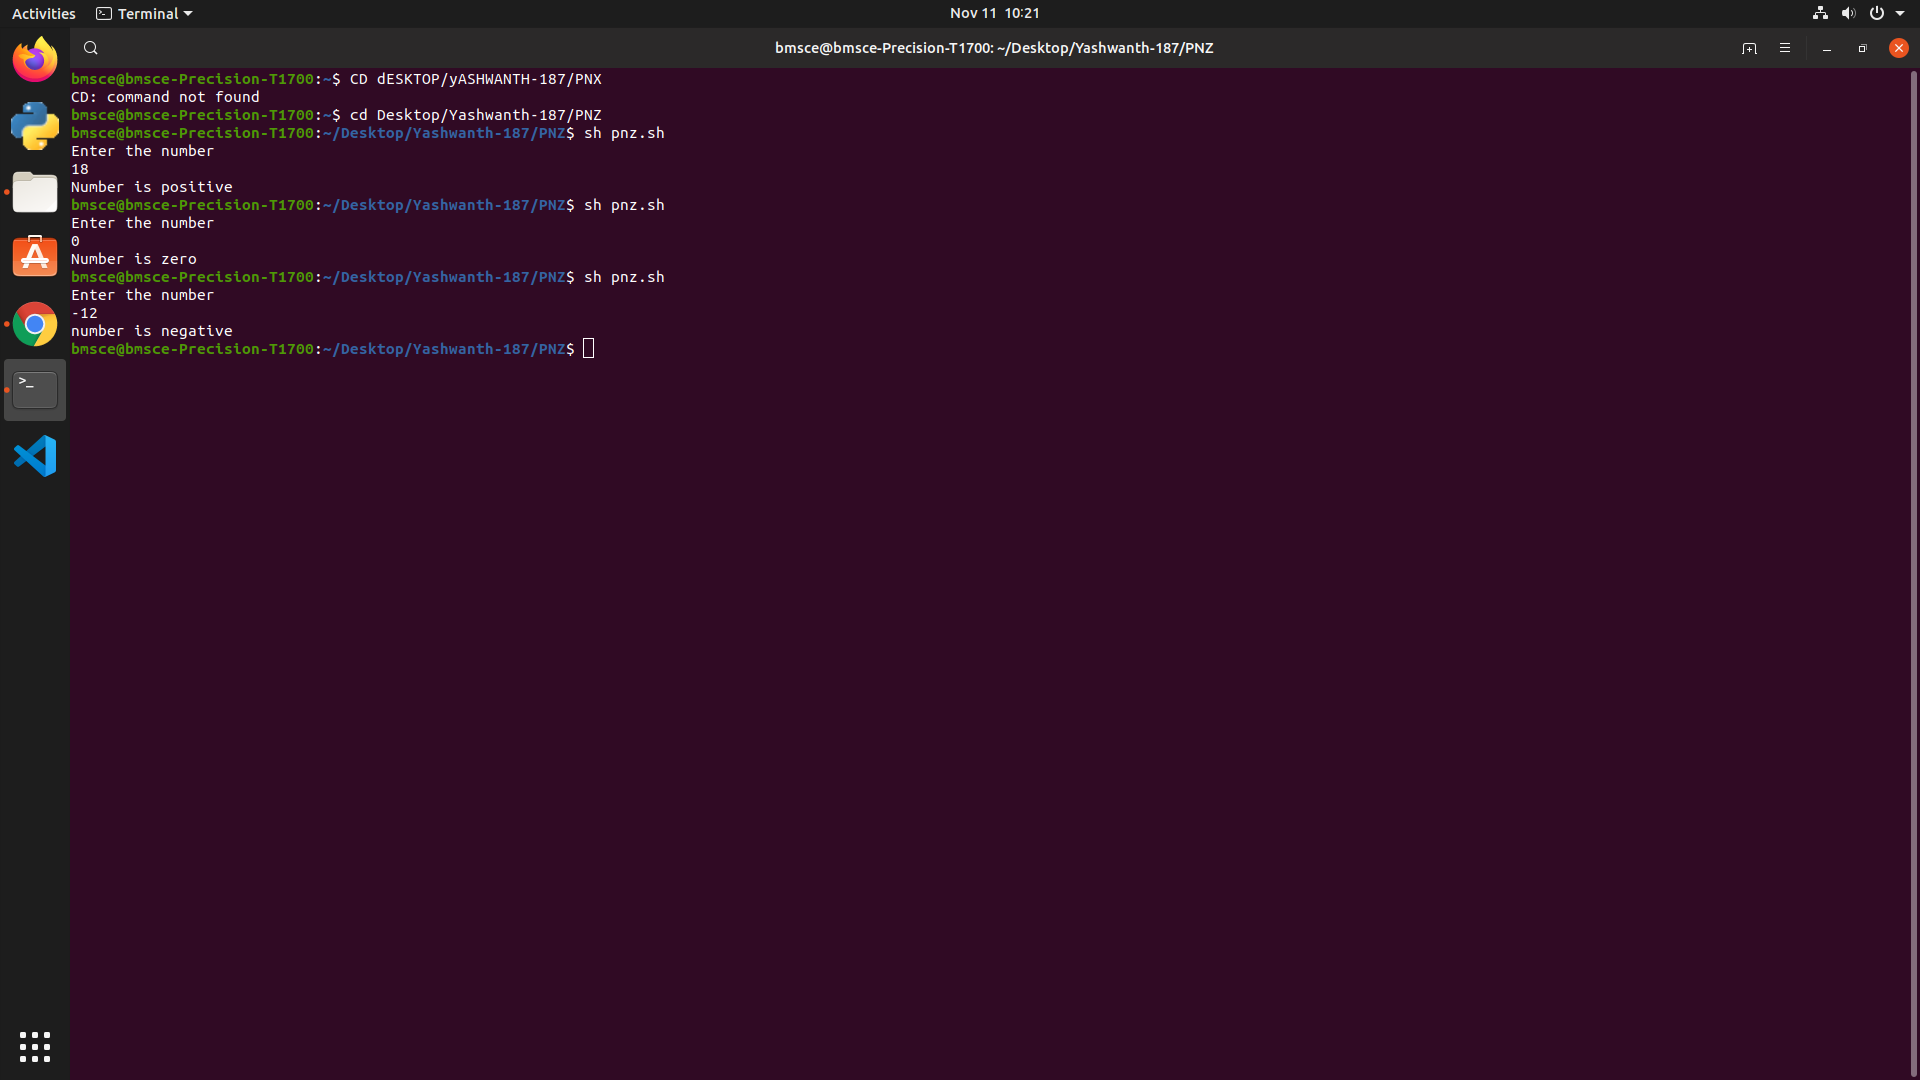 Activities Terminal Nov 11 10:21
bmsce@bmsce-Precision-T1700: ~/Desktop/Yashwanth-187/PNZ
bmsce@bmsce-Precision-T1700:~$ CD dESKTOP/yASHWANTH-187/PNX
CD: command not found
bmsce@bmsce-Precision-T1700:~$ cd Desktop/Yashwanth-187/PNZ
bmsce@bmsce-Precision-T1700:~/Desktop/Yashwanth-187/PNZ$ sh pnz.sh
Enter the number
18
Number is positive
bmsce@bmsce-Precision-T1700:~/Desktop/Yashwanth-187/PNZ$ sh pnz.sh
Enter the number
0
Number is zero
bmsce@bmsce-Precision-T1700:~/Desktop/Yashwanth-187/PNZ$ sh pnz.sh
Enter the number
-12
number is negative
bmsce@bmsce-Precision-T1700:~/Desktop/Yashwanth-187/PNZ$